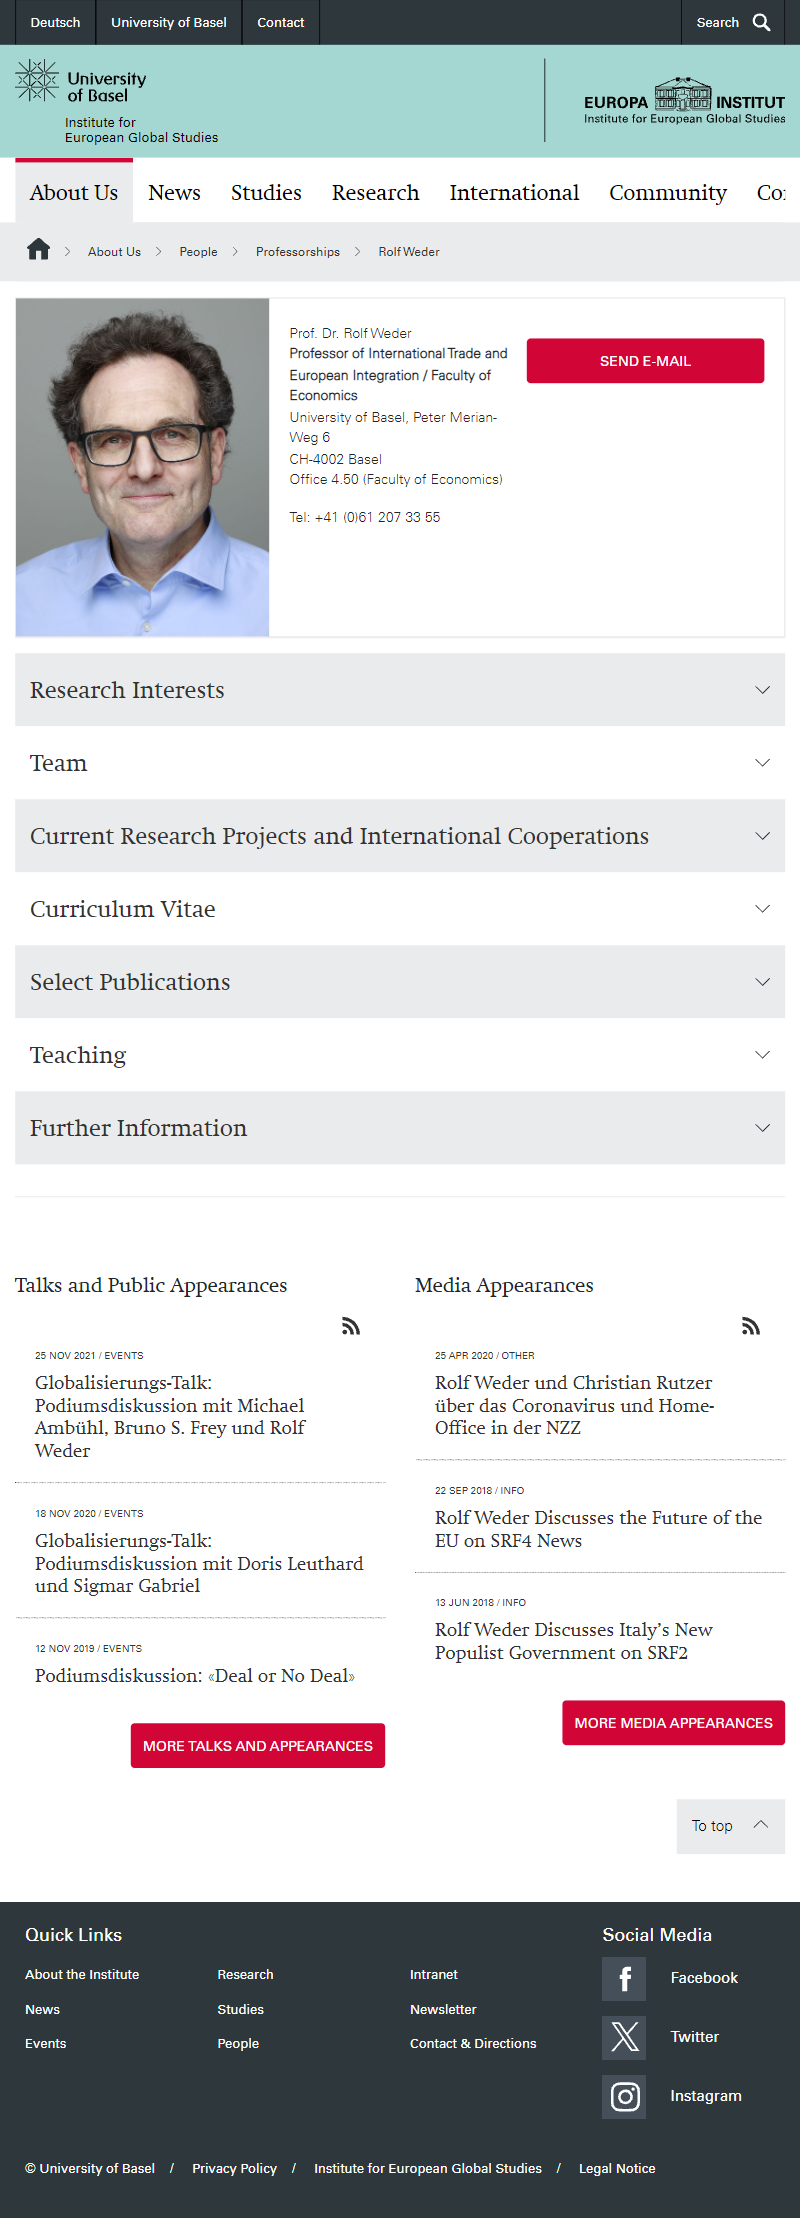 Deutsch
University of Basel
Contact
Search
University
of Basel
Institute for
European Global Studies
EUROPA INSTITUT
Institute for European Global Studies
About Us
News
Studies
Research
International
Community
About Us
People
Professorships
Rolf Weder
Prof. Dr. Rolf Weder
Professor of International Trade and
European Integration / Faculty of
Economics
University of Basel, Peter Merian-
Weg 6
CH-4002 Basel
Office 4.50 (Faculty of Economics)
Tel: +41 (0)61 207 33 55
SEND E-MAIL
Research Interests
Team
Current Research Projects and International Cooperations
Curriculum Vitae
Select Publications
Teaching
Further Information
Talks and Public Appearances
25 NOV 2021 / EVENTS
Globalisierungs-Talk:
Podiumsdiskussion mit Michael
Ambühl, Bruno S. Frey und Rolf
Weder
18 NOV 2020 / EVENTS
Globalisierungs-Talk:
Podiumsdiskussion mit Doris Leuthard
und Sigmar Gabriel
12 NOV 2019 / EVENTS
Podiumsdiskussion: «Deal or No Deal»
MORE TALKS AND APPEARANCES
Media Appearances
25 APR 2020 / OTHER
Rolf Weder und Christian Rutzer
über das Coronavirus und Home-
Office in der NZZ
22 SEP 2018 / INFO
Rolf Weder Discusses the Future of the
EU on SRF4 News
13 JUN 2018 / INFO
Rolf Weder Discusses Italy's New
Populist Government on SRF2
MORE MEDIA APPEARANCES
To top
Quick Links
About the Institute
Research
Intranet
News
Studies
Newsletter
Events
People
Contact & Directions
Social Media
Facebook
Twitter
Instagram
© University of Basel / Privacy Policy / Institute for European Global Studies / Legal Notice